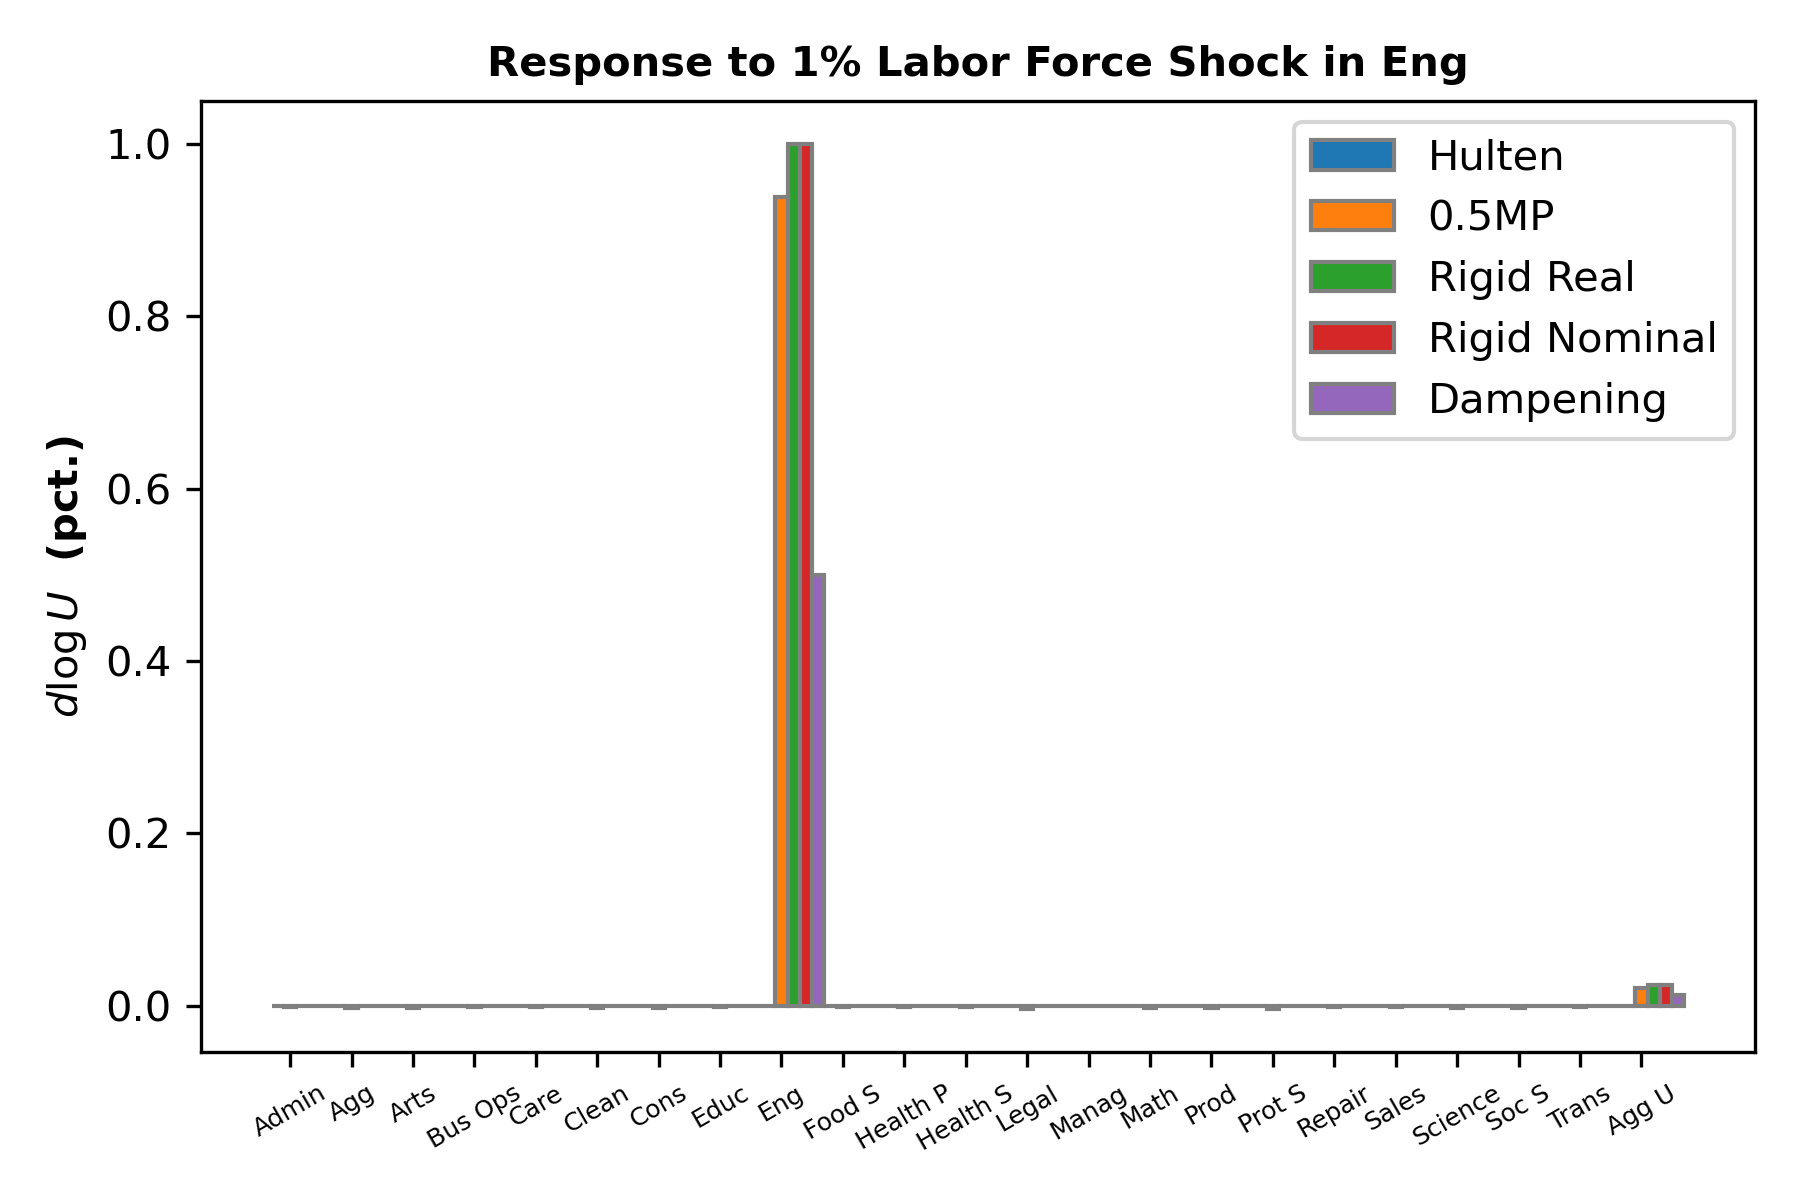 Response to 1% Labor Force Shock in Eng
d log U (pct.)
1.0
0.8
0.6
0.4
0.2
0.0
Hulten
0.5MP
Rigid Real
Rigid Nominal
Dampening
Admin
Agg
Arts
Bus Ops
Care
Clean
Cons
Educ
Eng
Food S
Health P
Health S
Legal
Manag
Math
Prod
Prot S
Repair
Sales
Science
Soc S
Trans
Agg U